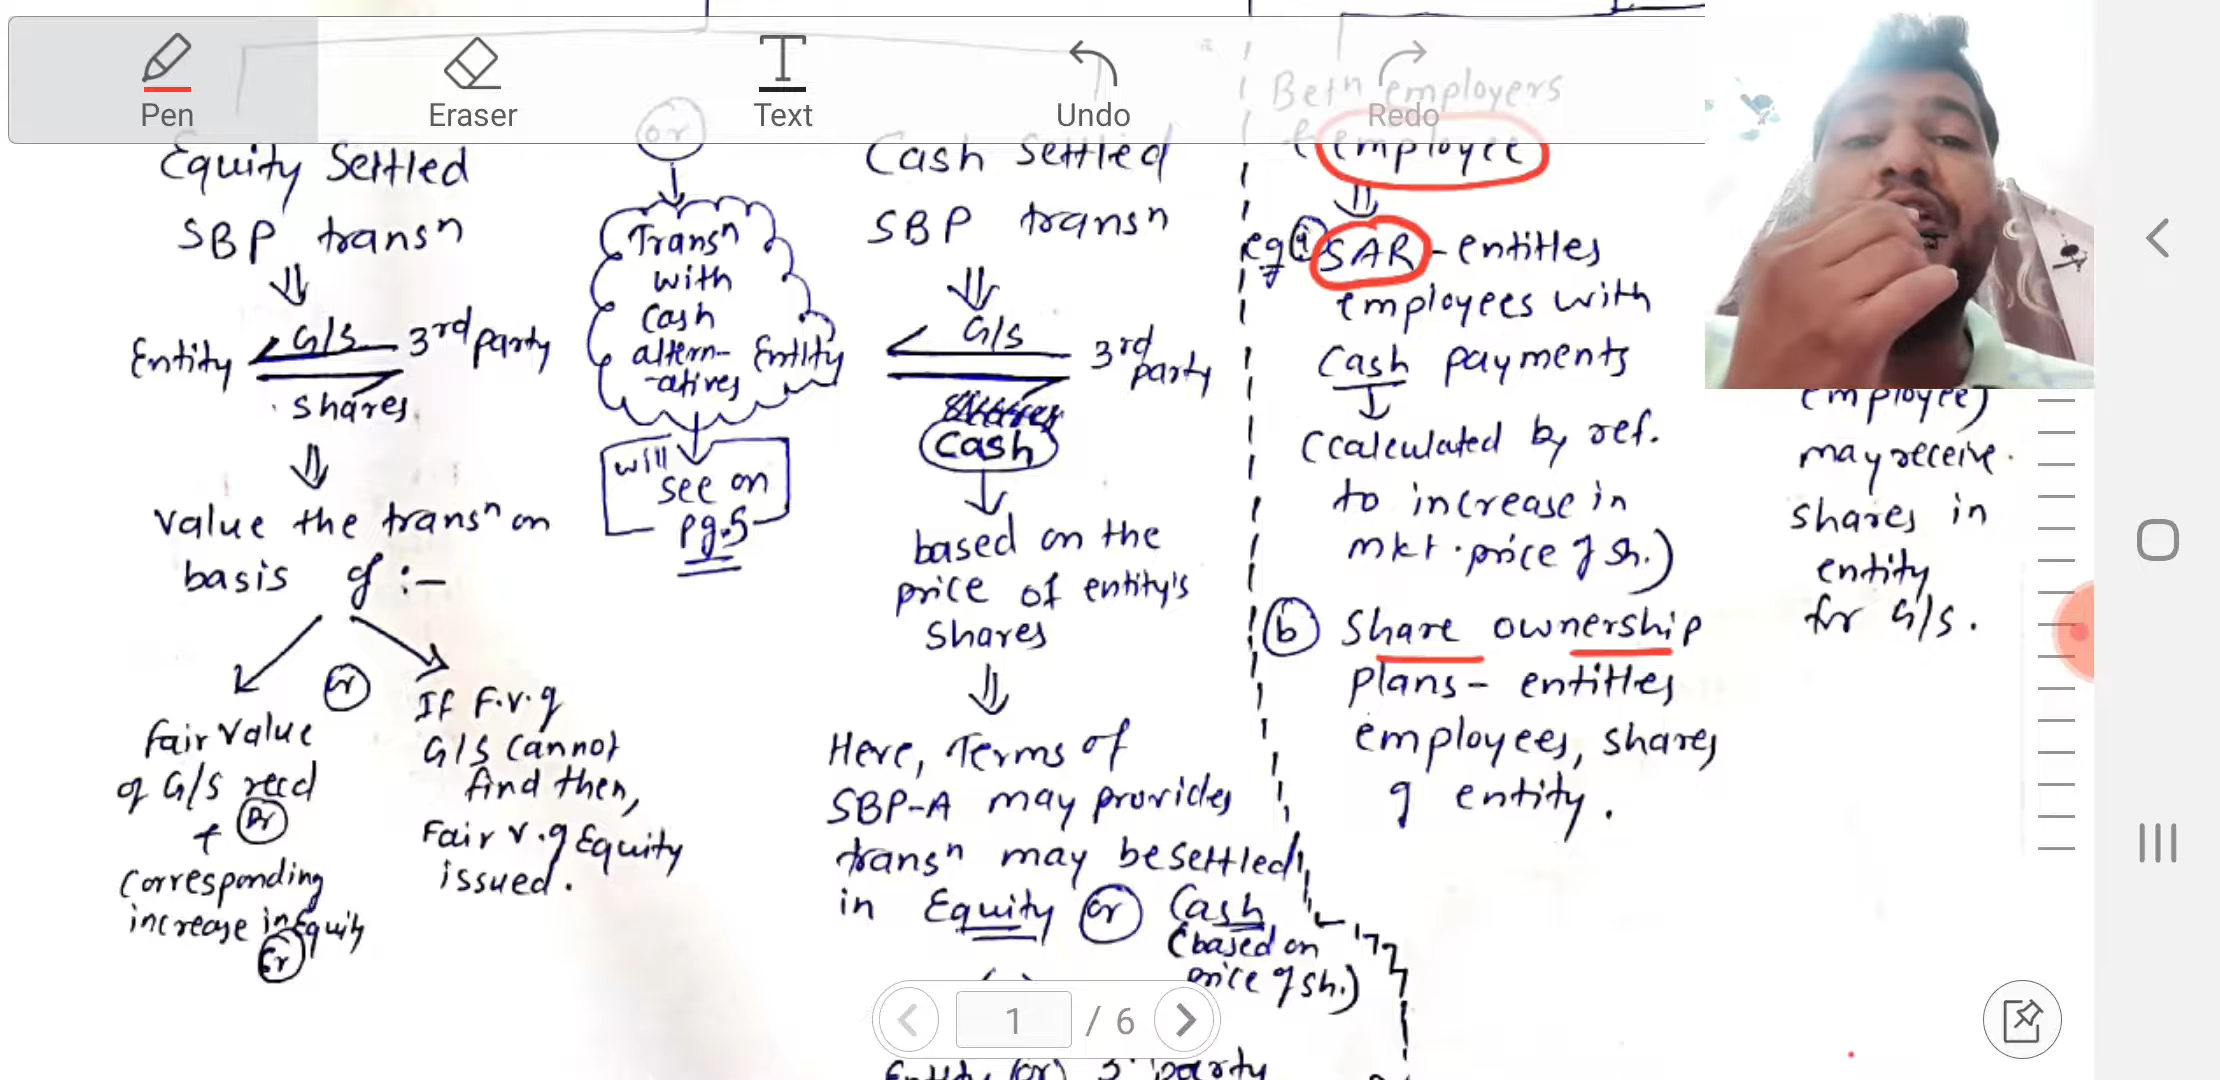 Pen
Eraser
Text
Undo
Redo
Equity Settled
SBP transn
Entity
G/S
3rd party
shares
Value the transn on
basis of :-
Fair value
of G/S recd
+ Dr
Corresponding
increase in Equity
Cr
or
If F.v. of
G/S Cannot
find then,
Fair v. of Equity
issued.
or
Transn
with
Cash
altern-
-atives
will
see on
pg.5
Cash Settled
SBP transn
Entity
G/S
3rd
party
Cash
based on the
price of entity's
Shares
Here, Terms of
SBP-A may provides
transn may be settled
in Equity or Cash
(based on
price of sh.)
Betn employers
& employee
eg a SAR - entitles
employees with
Cash payments
(calculated by ref.
to increase in
mkt. price of sh.)
b Share ownership
plans - entitles
employees, shares
of entity.
employee)
may receive
shares in
entity
for G/S.
1 / 6
Entity (or) 3 party